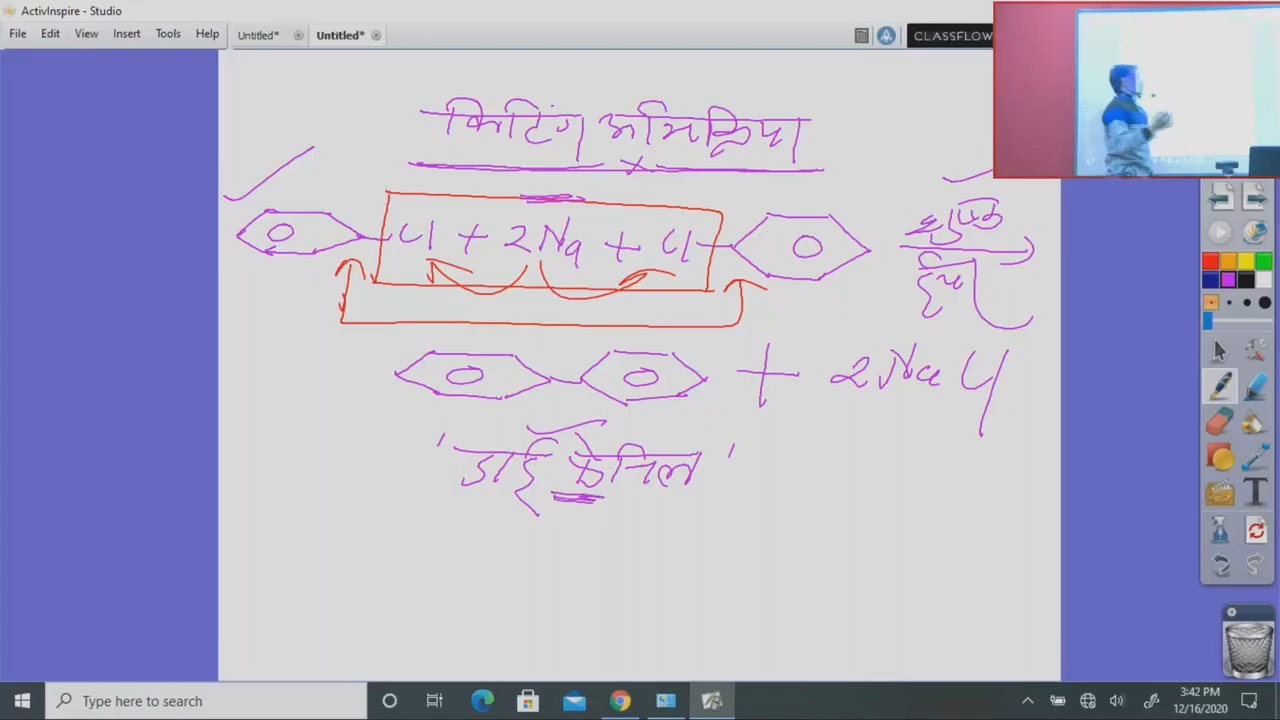 ActivInspire - Studio
File Edit View Insert Tools Help Untitled* Untitled*
CLASSFLOW
फिटिंग अभिक्रिया
Cl + 2Na + Cl
शुष्क
ईथर
+ 2NaCl
'डाई फेनिल'
Type here to search
3:42 PM
12/16/2020